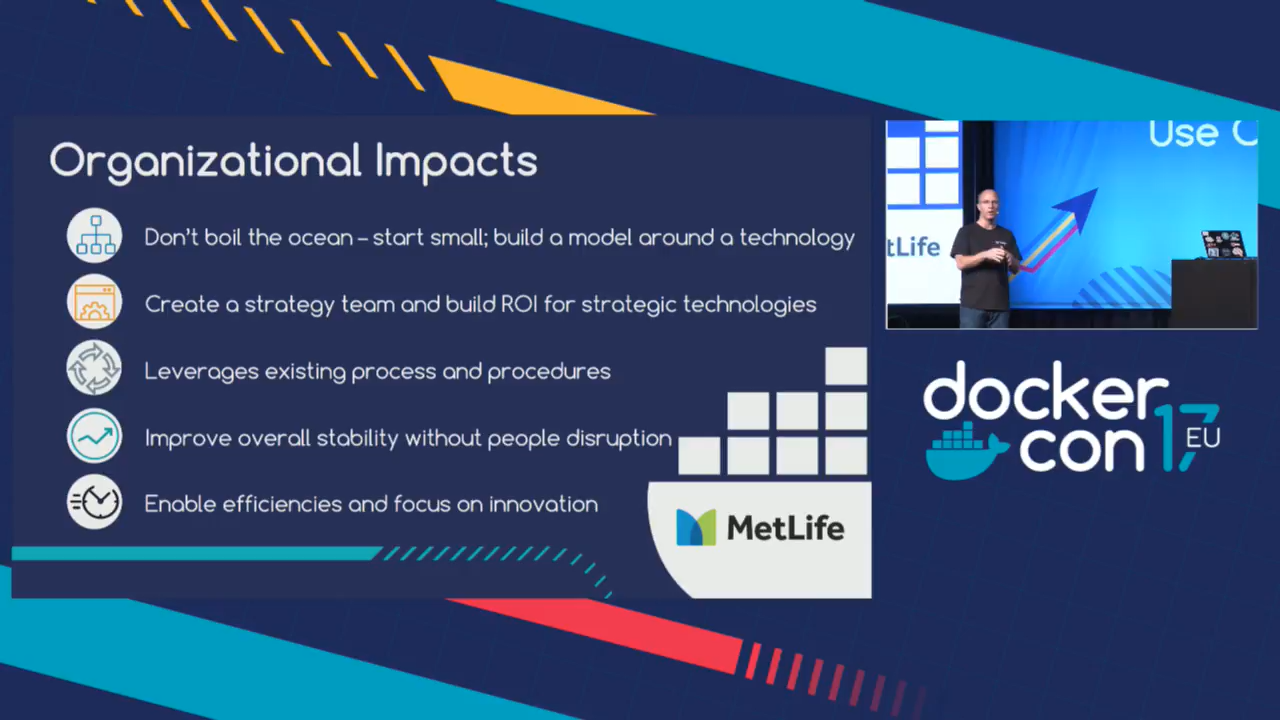 Organizational Impacts
Don't boil the ocean – start small; build a model around a technology
Create a strategy team and build ROI for strategic technologies
Leverages existing process and procedures
Improve overall stability without people disruption
Enable efficiencies and focus on innovation
MetLife
Use C
tLife
docker
con 17 EU